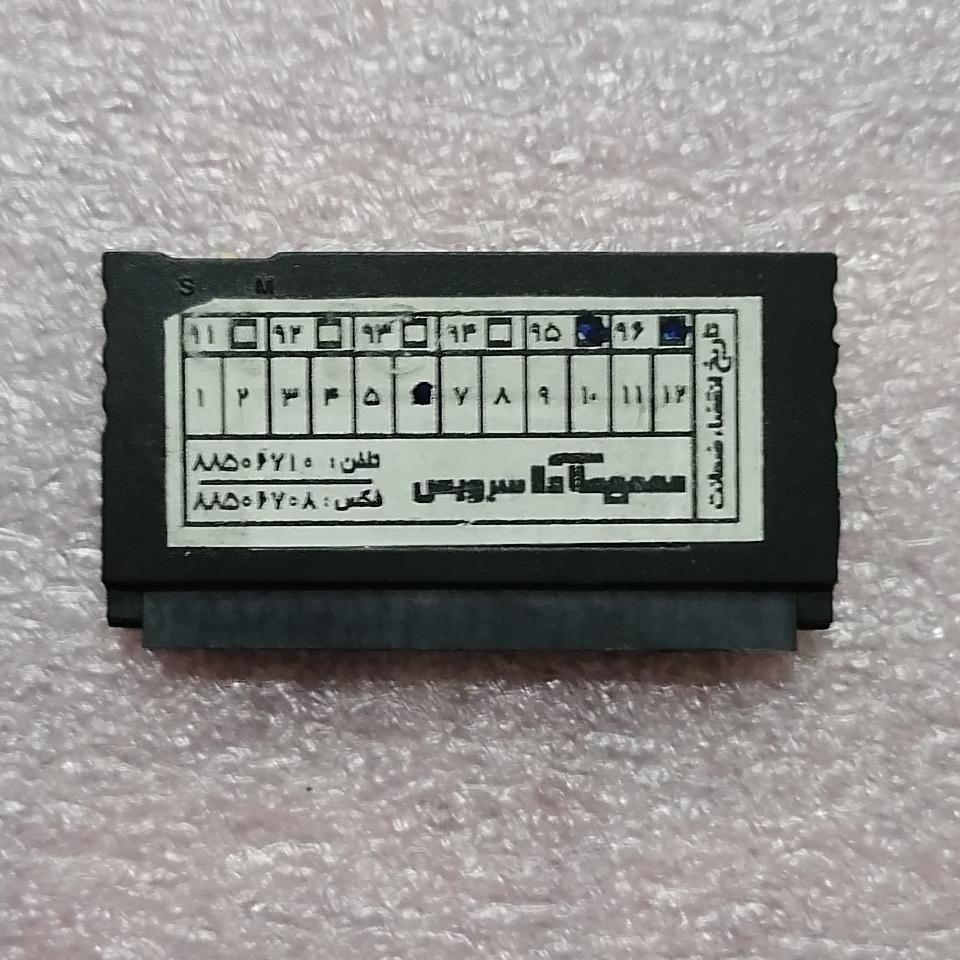 S M
۹۱ ۹۲ ۹۳ ۹۴ ۹۵ ۹۶
۱ ۲ ۳ ۴ ۵ ۷ ۸ ۹ ۱۰ ۱۱ ۱۲
تلفن: ۸۸۵۰۶۷۱۰
فکس: ۸۸۵۰۶۷۰۸
سرویس
تاریخ انقضاء ضمانت